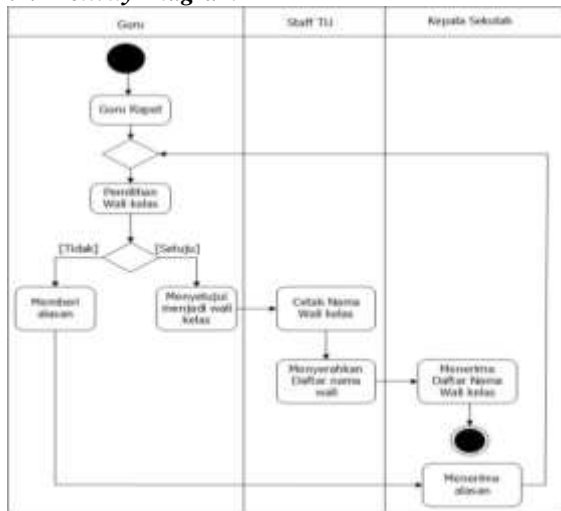 Activity Diagram
Guru
Staff TU
Kepala Sekolah
Guru Rapat
Pemilihan
Wali kelas
[Tidak]
[Setuju]
Memberi
alasan
Menyetujui
menjadi wali
kelas
Cetak Nama
Wali kelas
Menyerahkan
Daftar nama
wali
Menerima
Daftar Nama
Wali kelas
Menerima
alasan